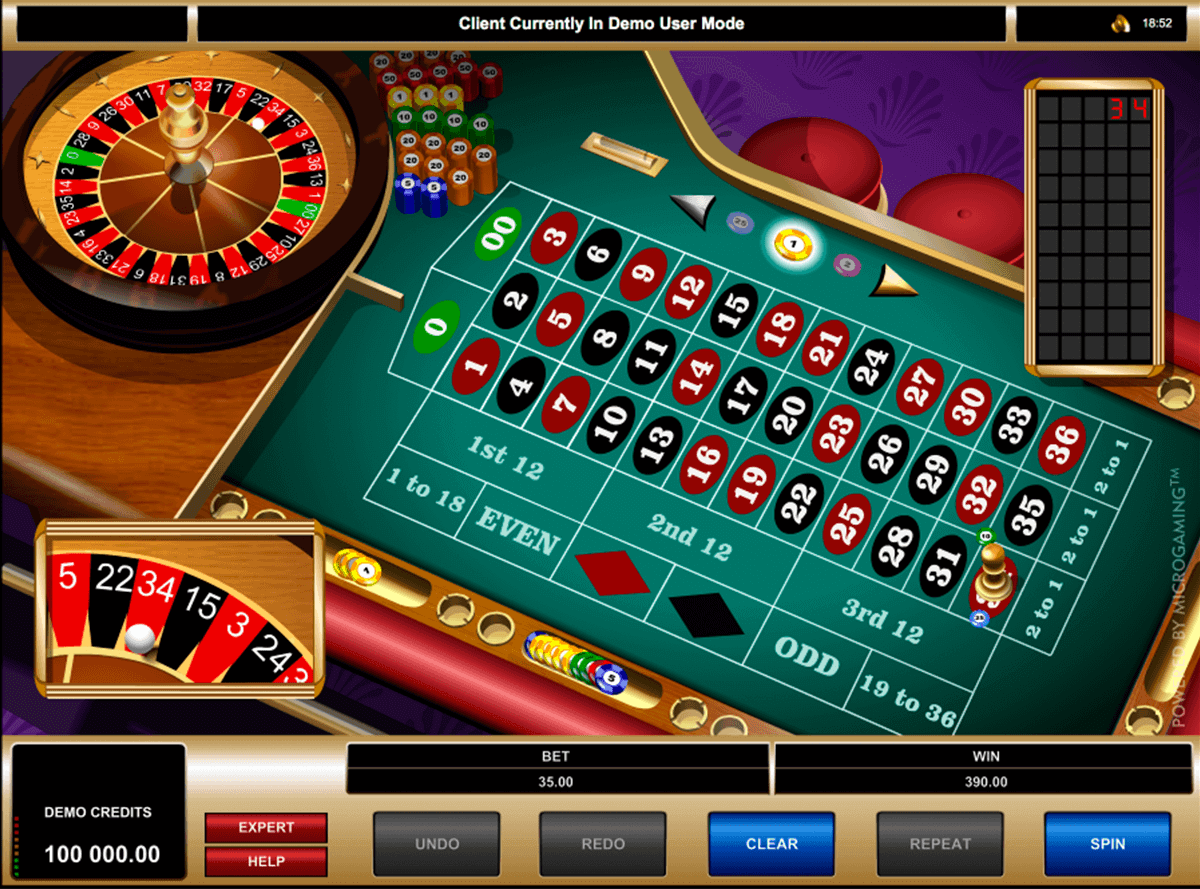 Client Currently In Demo User Mode
18:52
34
00 3 6 9 12 15 18 21 24 27 30 33 36 2 to 1
0 2 5 8 11 14 17 20 23 26 29 32 35 2 to 1
1 4 7 10 13 16 19 22 25 28 31 2 to 1
1st 12
2nd 12
3rd 12
1 to 18
EVEN
ODD
19 to 36
5 22 34 15 3 24
POWERED BY MICROGAMING™
BET
35.00
WIN
390.00
DEMO CREDITS
100 000.00
EXPERT
HELP
UNDO
REDO
CLEAR
REPEAT
SPIN